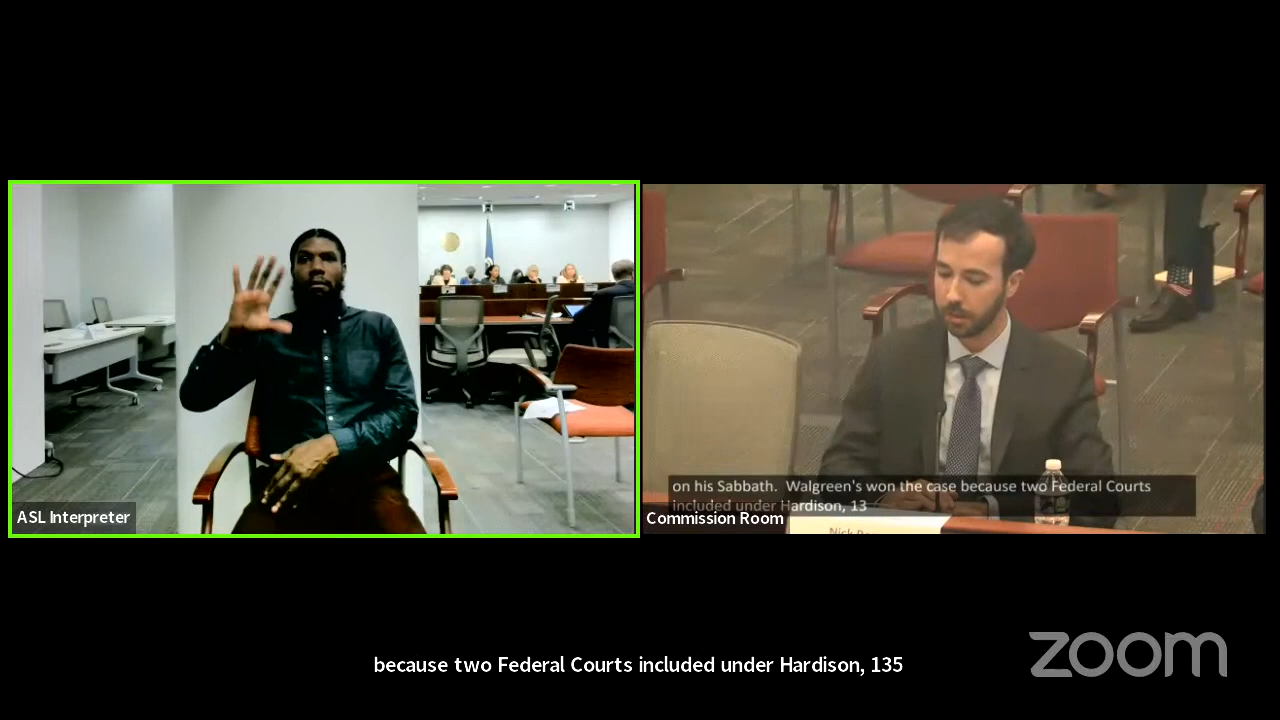 on his Sabbath. Walgreen's won the case because two Federal Courts
included under Hardison, 13
ASL Interpreter
Commission Room
Nick
because two Federal Courts included under Hardison, 135
zoom